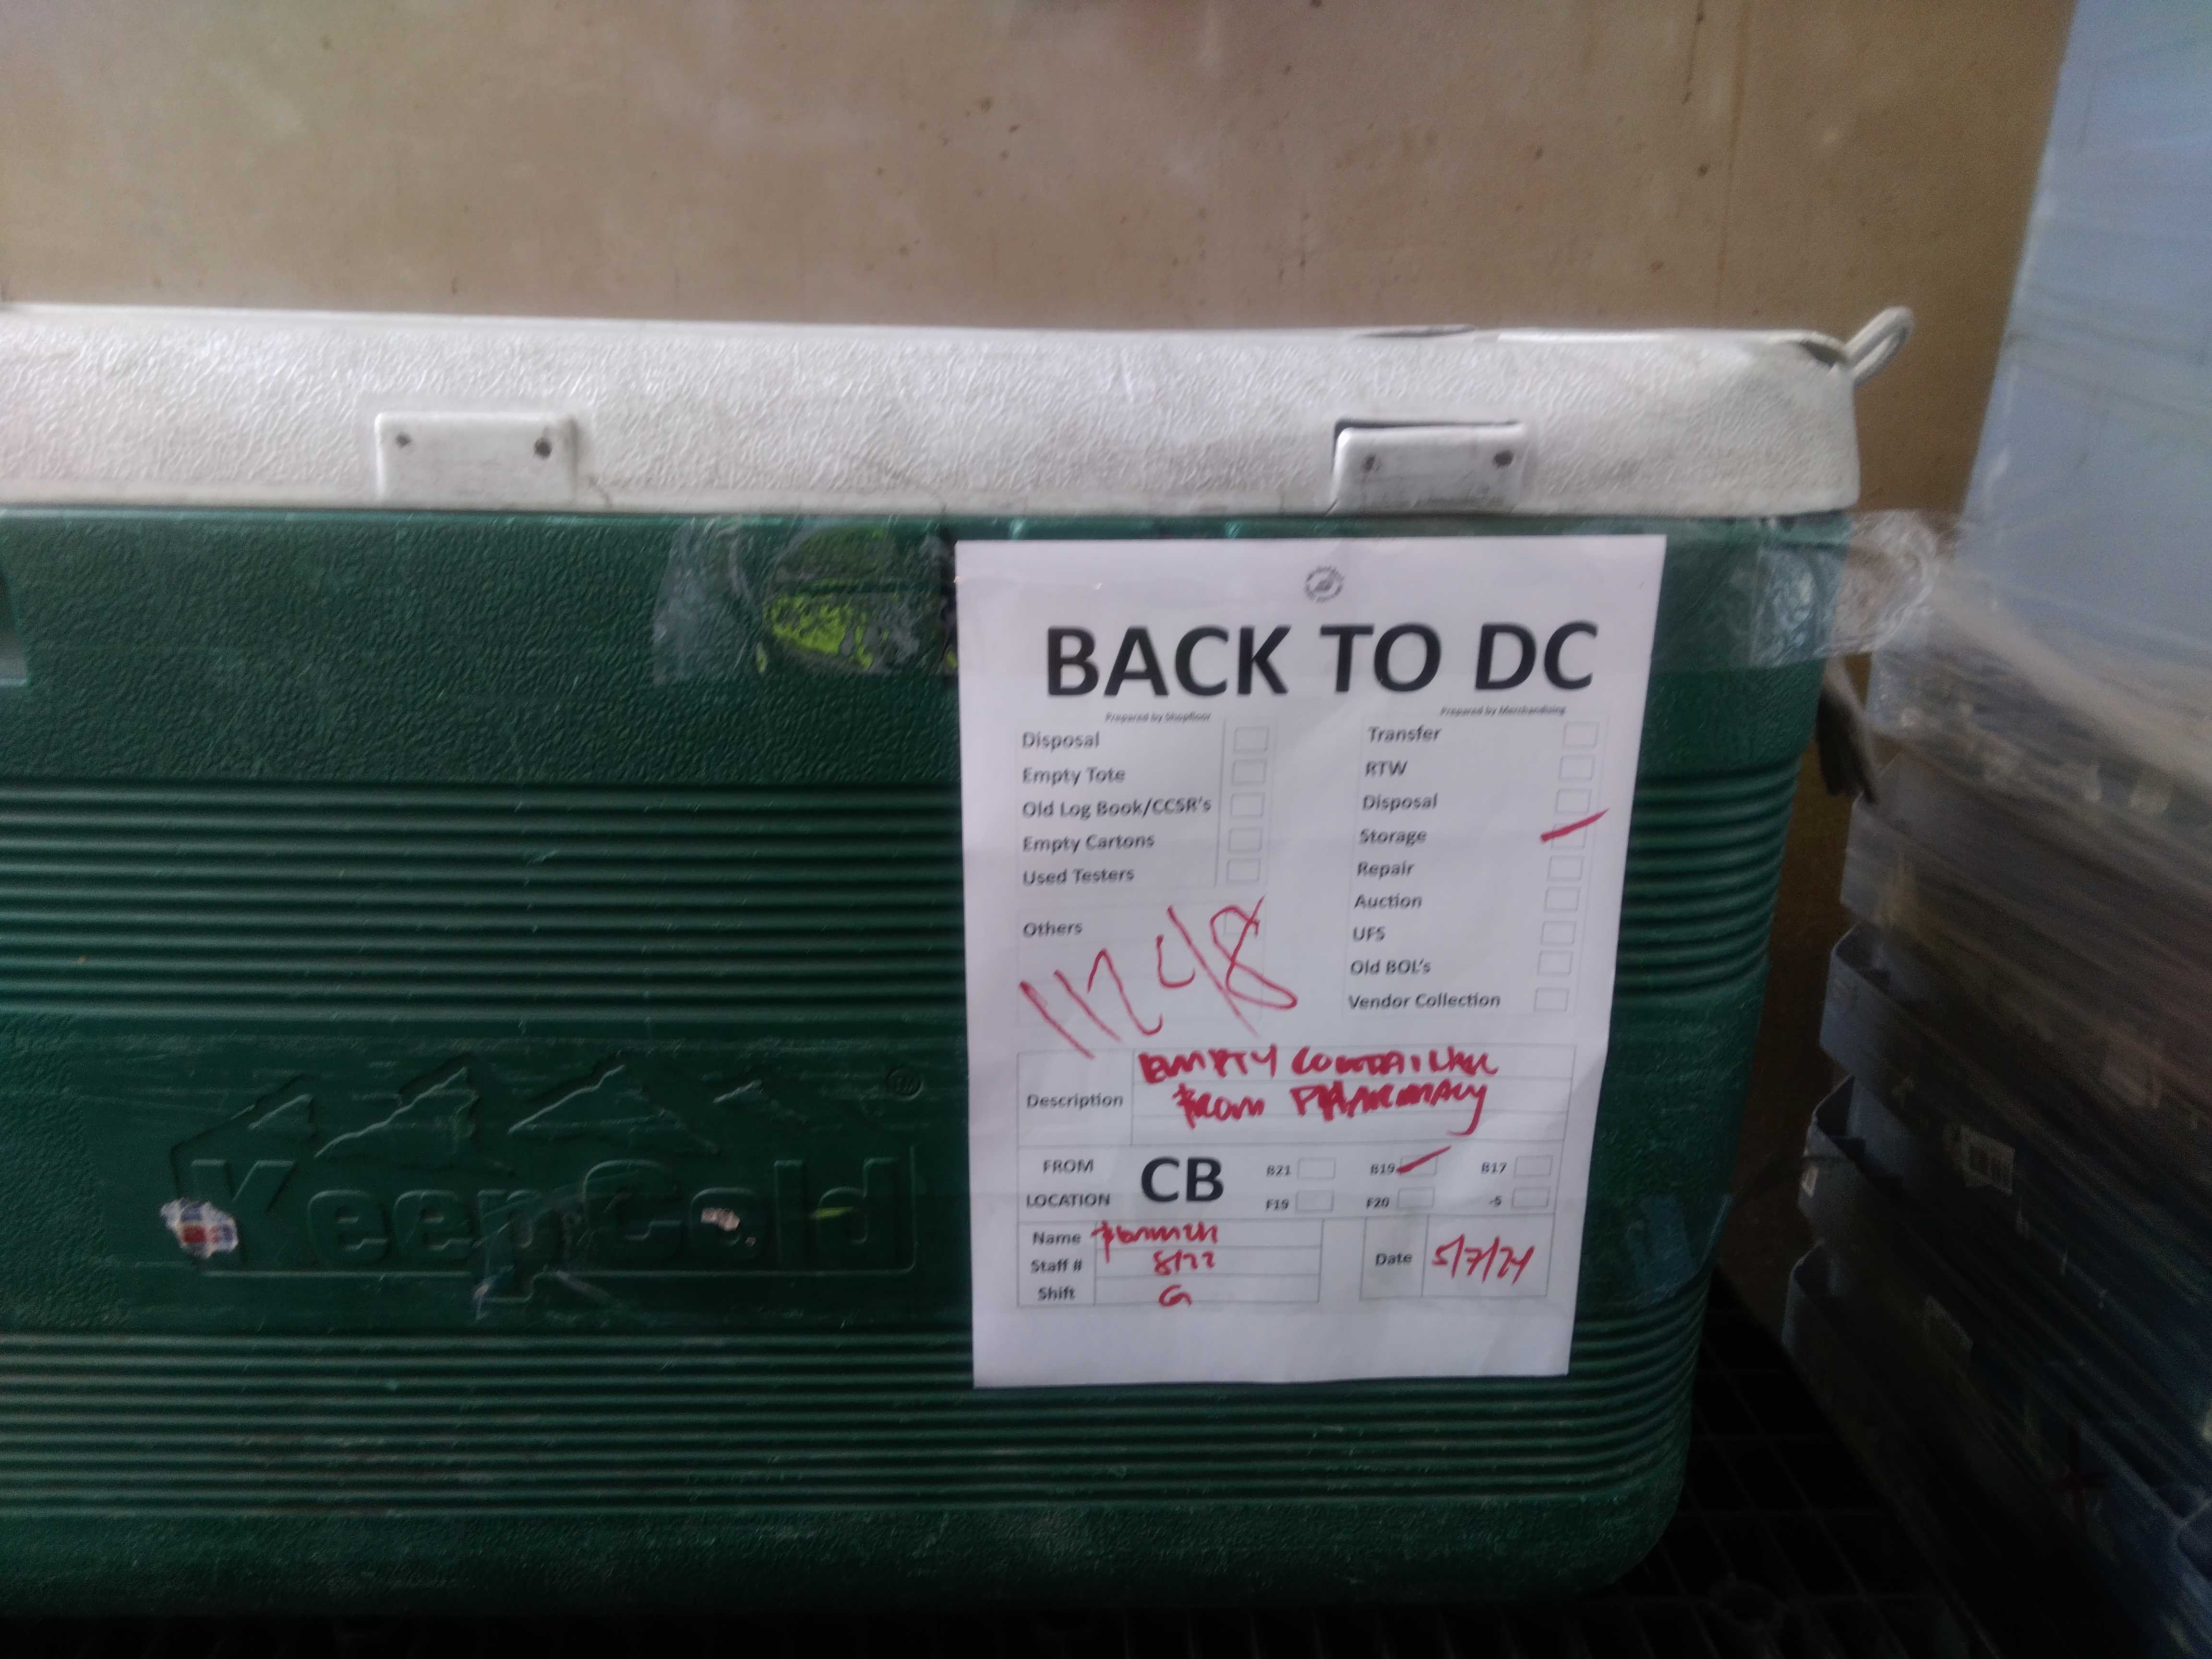 BACK TO DC
Prepared by Shopfloor
Disposal
Empty Tote
Old Log Book/CCSR's
Empty Cartons
Used Testers
Others
11248
Prepared by Merchandising
Transfer
RTW
Disposal
Storage
Repair
Auction
UFS
Old BOL's
Vendor Collection
Description
EMPTY CONTAINER
FROM PHARMACY
FROM
LOCATION
CB
B21 B19 B17
F19 F20 -5
Name
Staff # 8122
Shift G
Date 5/7/24
KeepCold TM